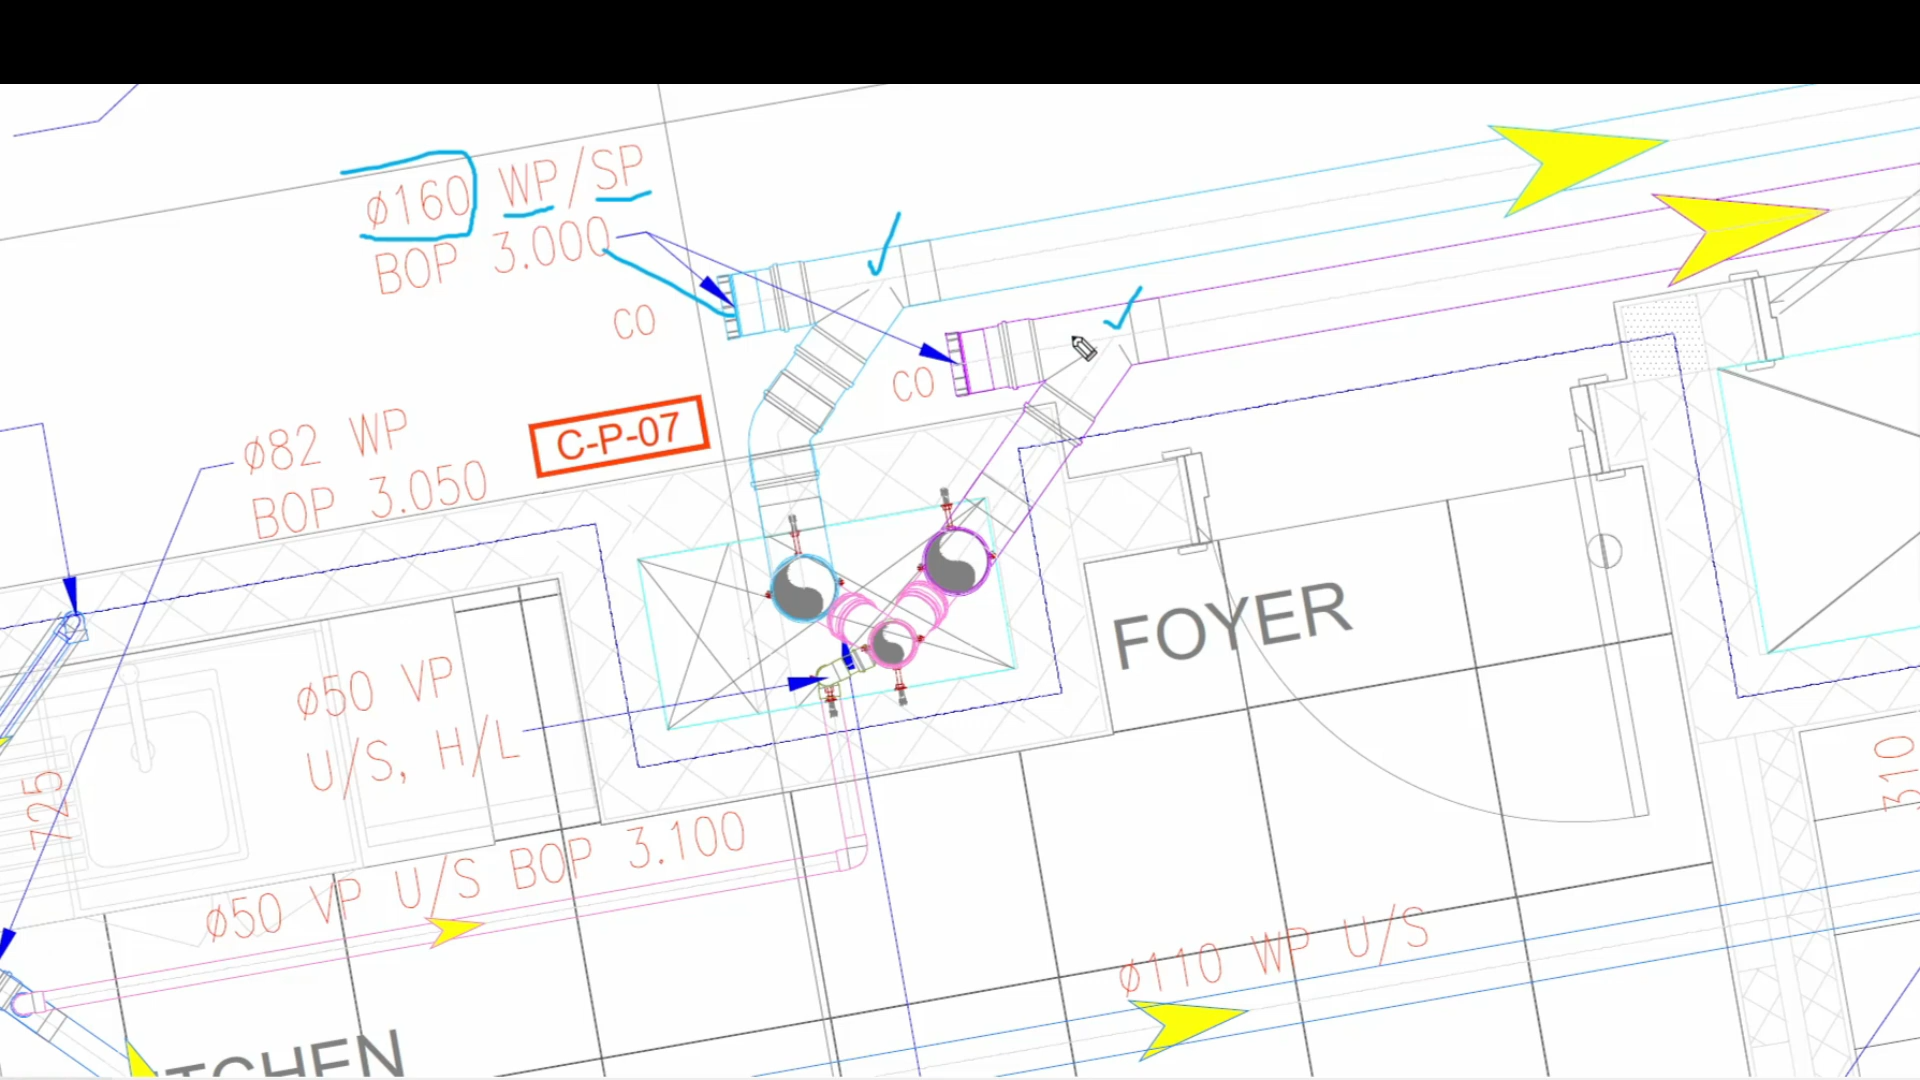 ø160 WP/SP
BOP 3.000
CO
CO
C-P-07
ø82 WP
BOP 3.050
FOYER
ø50 VP
U/S, H/L
725
310
ø50 VP U/S BOP 3.100
ø110 WP U/S
TCHEN